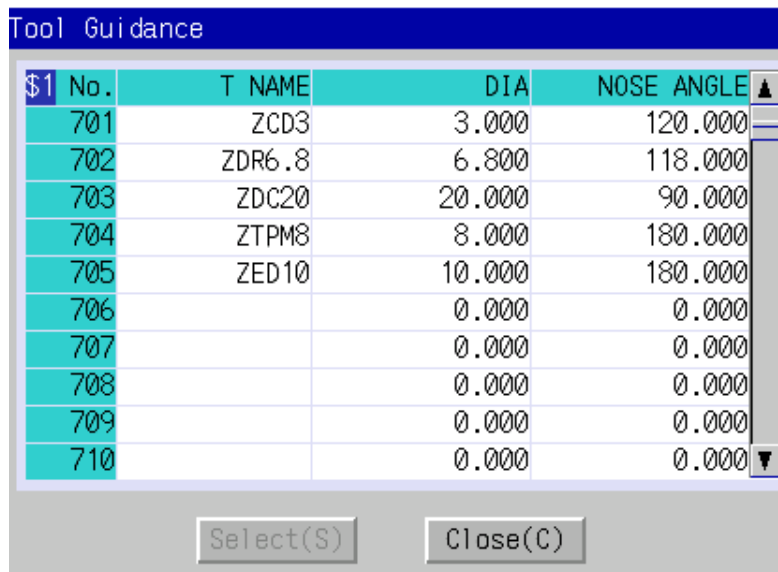 Tool Guidance
$1 No. T NAME DIA NOSE ANGLE
701 ZCD3 3.000 120.000
702 ZDR6.8 6.800 118.000
703 ZDC20 20.000 90.000
704 ZTPM8 8.000 180.000
705 ZED10 10.000 180.000
706 0.000 0.000
707 0.000 0.000
708 0.000 0.000
709 0.000 0.000
710 0.000 0.000
Select(S) Close(C)